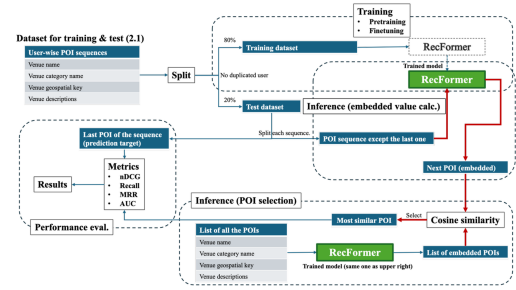 Training
• Pretraining
• Finetuning
Dataset for training & test (2.1)
User-wise POI sequences
Venue name
Venue category name
Venue geospatial key
Venue descriptions
Split
80%
No duplicated user
20%
Training dataset
RecFormer
Trained model
RecFormer
Test dataset
Inference (embedded value calc.)
Split each sequence.
Last POI of the sequence
(prediction target)
POI sequence except the last one
Metrics
• nDCG
• Recall
• MRR
• AUC
Results
Performance eval.
Next POI (embedded)
Inference (POI selection)
Most similar POI
Select
Cosine similarity
List of all the POIs
Venue name
Venue category name
Venue geospatial key
Venue descriptions
RecFormer
Trained model (same one as upper right)
List of embedded POIs